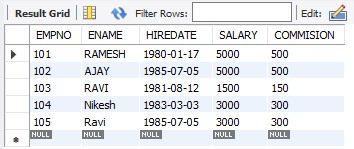 Result Grid Filter Rows: Edit:
EMPNO ENAME HIREDATE SALARY COMMISION
101 RAMESH 1980-01-17 5000 500
102 AJAY 1985-07-05 5000 500
103 RAVI 1981-08-12 1500 150
104 Nikesh 1983-03-03 3000 300
105 Ravi 1985-07-05 3000 300
NULL NULL NULL NULL NULL